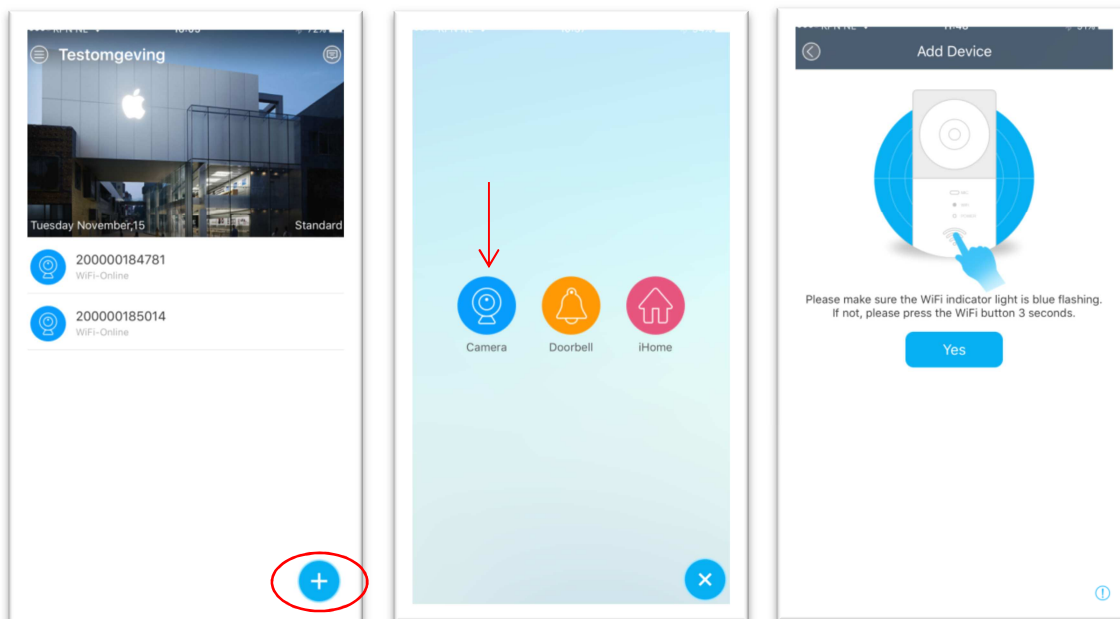 Testomgeving
Tuesday November,15
Standard
200000184781
WiFi-Online
200000185014
WiFi-Online
Camera
Doorbell
iHome
Add Device
Please make sure the WiFi indicator light is blue flashing.
If not, please press the WiFi button 3 seconds.
Yes